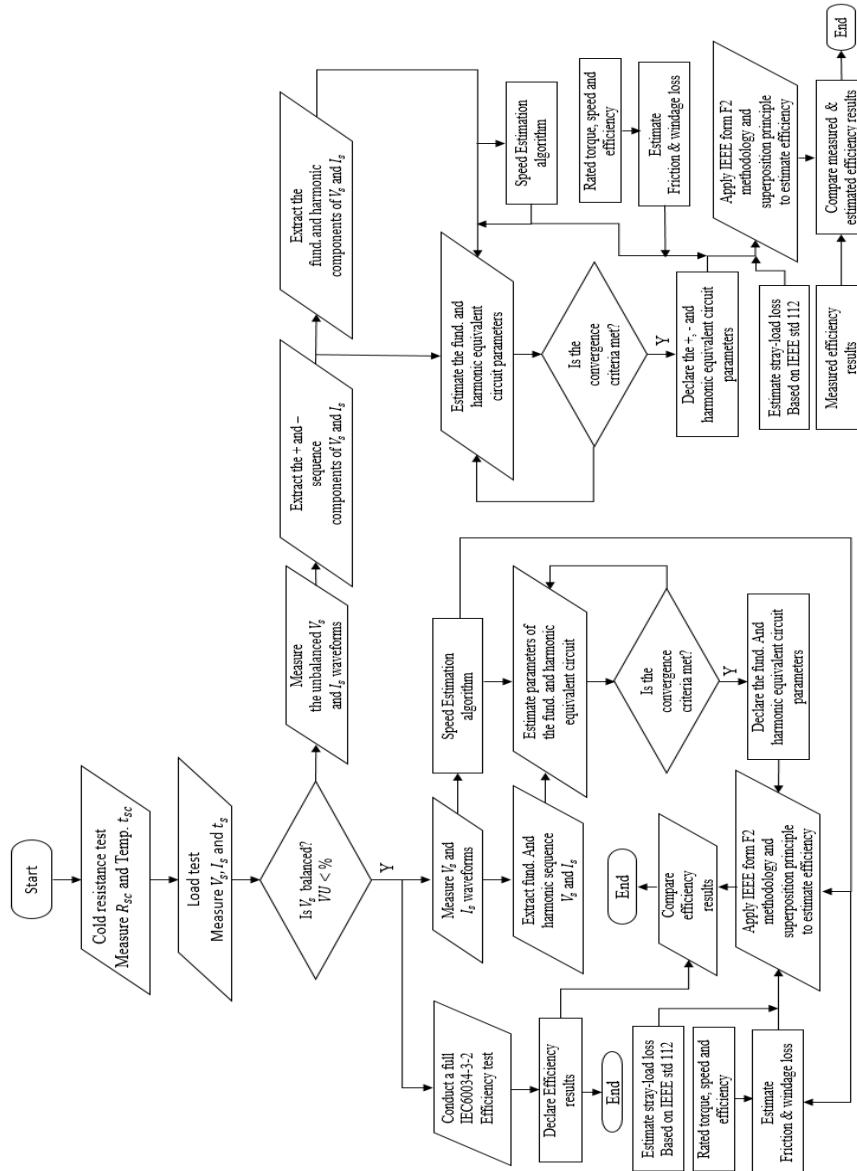 Start
Cold resistance test
Measure R_sc and Temp. t_sc
Load test
Measure V_s, I_s and t_s
Is V_s balanced?
VU < %
Y
Measure
the unbalanced V_s
and I_s waveforms
Extract the + and –
sequence
components of V_s and I_s
Extract the
fund. and harmonic
components of V_s and I_s
Conduct a full
IEC60034-3-2
Efficiency test
Declare Efficiency
results
End
Measure V_s and
I_s waveforms
Speed Estimation
algorithm
Extract fund. And
harmonic sequence
V_s and I_s
Estimate parameters of
the fund. and harmonic
equivalent circuit
Is the
convergence
criteria met?
Y
Declare the fund. And
harmonic equivalent circuit
parameters
Estimate stray-load loss
Based on IEEE std 112
Rated torque, speed and
efficiency
Estimate
Friction & windage loss
Apply IEEE form F2
methodology and
superposition principle
to estimate efficiency
Compare
efficiency
results
End
Estimate the fund. and
harmonic equivalent
circuit parameters
Is the
convergence
criteria met?
Y
Declare the +, - and
harmonic equivalent circuit
parameters
Speed Estimation
algorithm
Rated torque, speed and
efficiency
Estimate
Friction & windage loss
Estimate stray-load loss
Based on IEEE std 112
Apply IEEE form F2
methodology and
superposition principle
to estimate efficiency
Measured efficiency
results
Compare measured &
estimated efficiency results
End